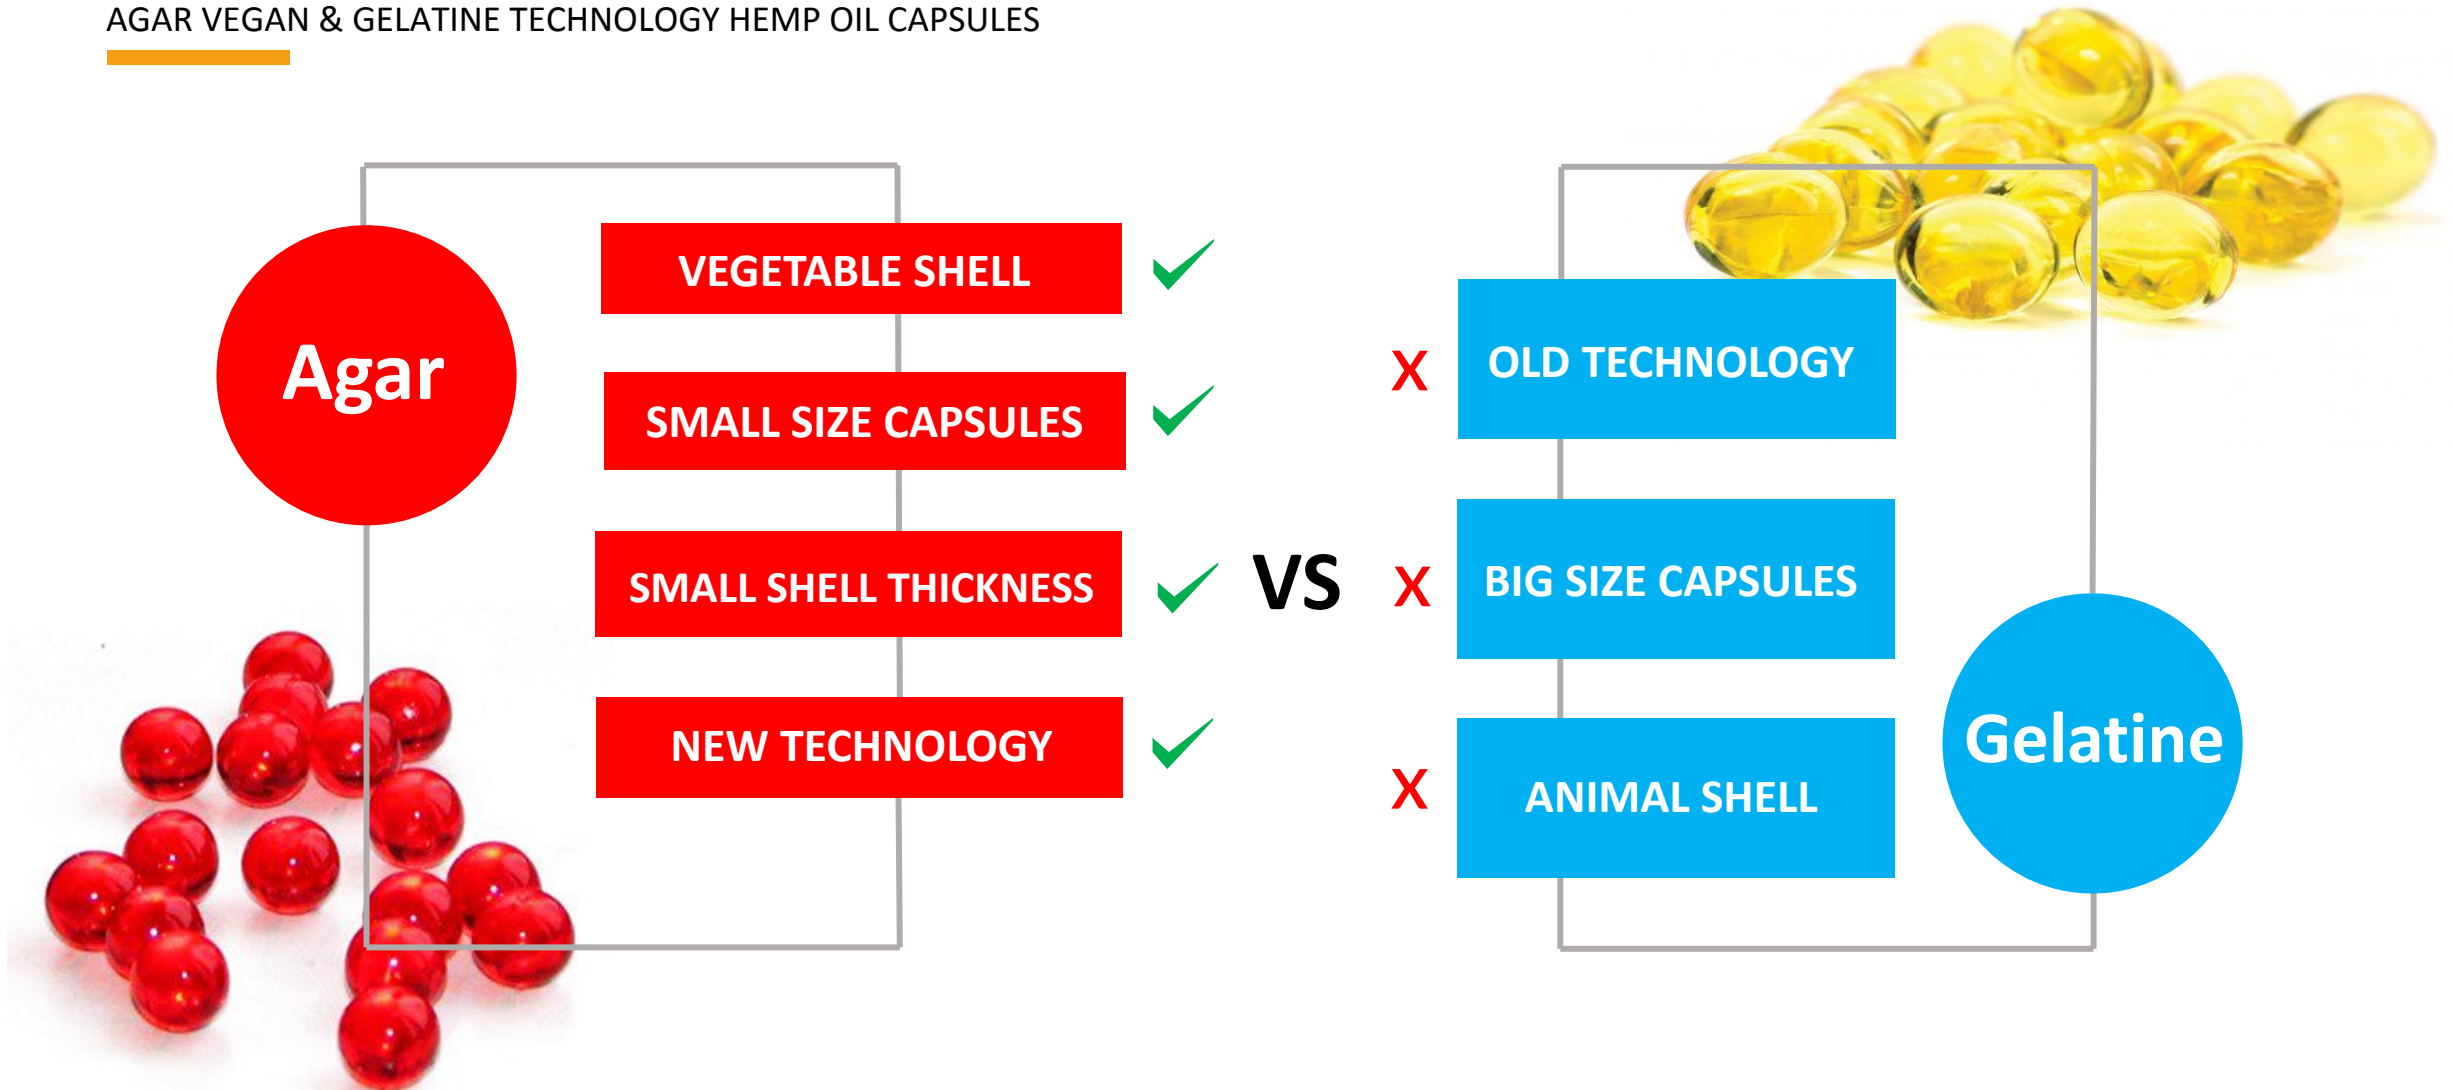 AGAR VEGAN & GELATINE TECHNOLOGY HEMP OIL CAPSULES
Agar
VEGETABLE SHELL
SMALL SIZE CAPSULES
SMALL SHELL THICKNESS
NEW TECHNOLOGY
VS
X OLD TECHNOLOGY
X BIG SIZE CAPSULES
X ANIMAL SHELL
Gelatine